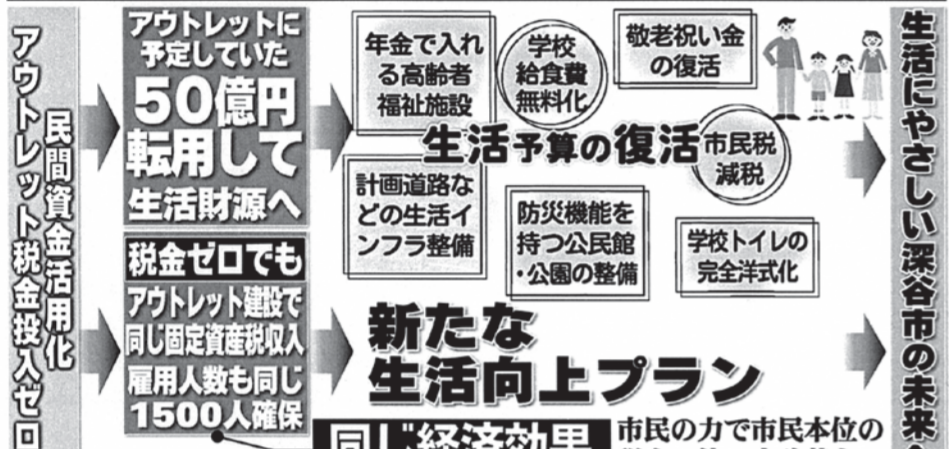 民間資金活用化
アウトレット税金投入ゼロ
アウトレットに
予定していた
50億円
転用して
生活財源へ
税金ゼロでも
アウトレット建設で
同じ固定資産税収入
雇用人数も同じ
1500人確保
年金で入れ
る高齢者
福祉施設
学校
給食費
無料化
敬老祝い金
の復活
生活予算の復活
市民税
減税
計画道路な
どの生活イ
ンフラ整備
防災機能を
持つ公民館
・公園の整備
学校トイレの
完全洋式化
新たな
生活向上プラン
同じ経済効果
市民の力で市民本位の
生活にやさしい深谷市の未来